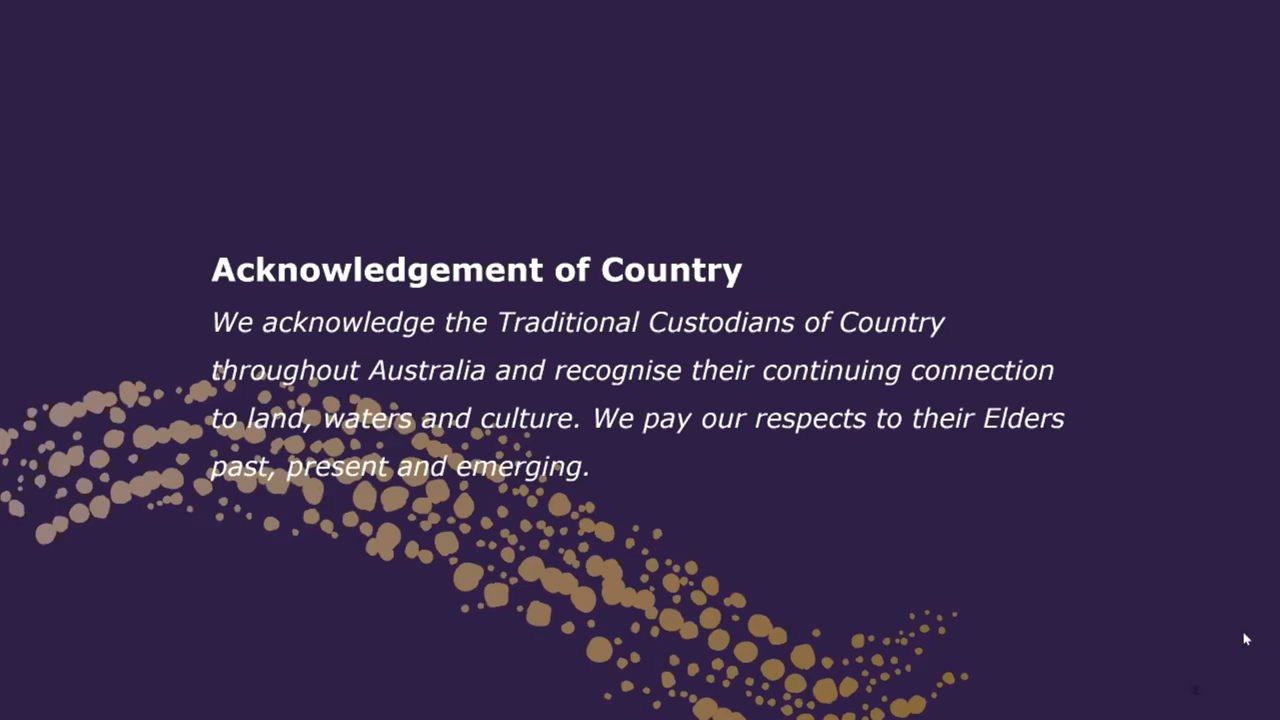 Acknowledgement of Country
We acknowledge the Traditional Custodians of Country
throughout Australia and recognise their continuing connection
to land, waters and culture. We pay our respects to their Elders
past, present and emerging.